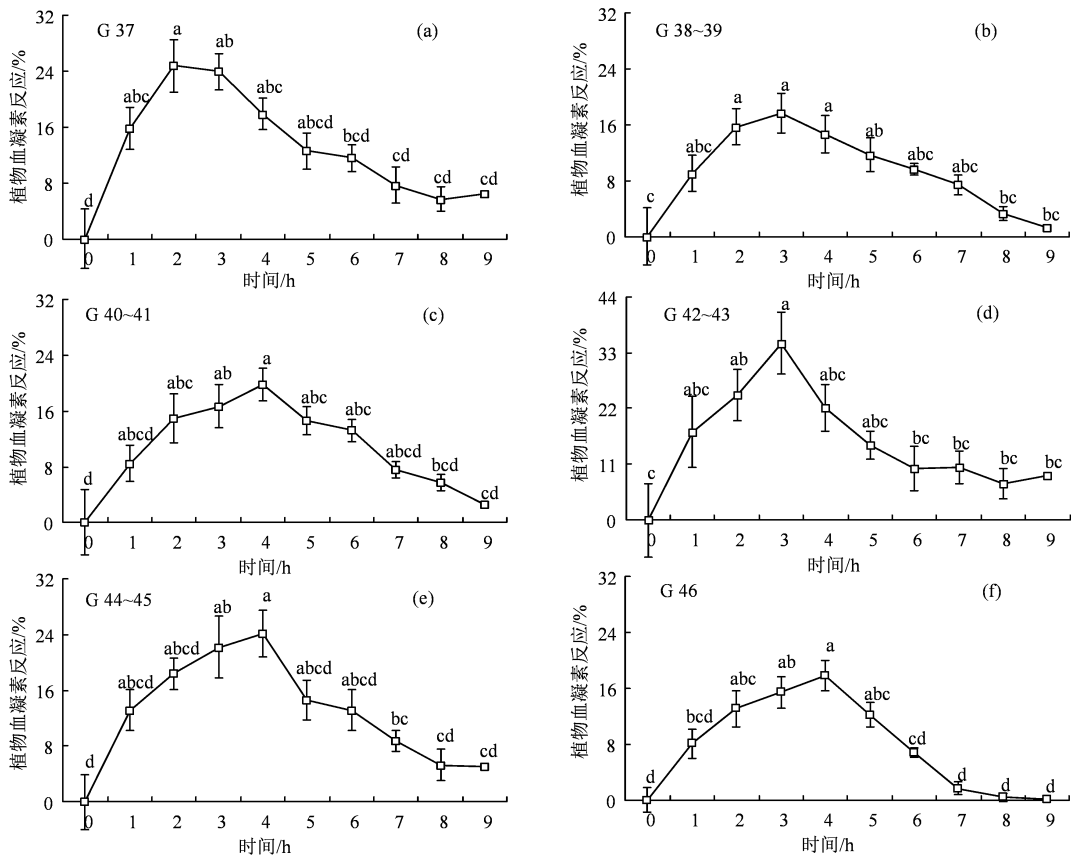 32
24
16
8
0
植物血凝素反应/%
G 37
(a)
d
abc
a
ab
abc
abcd
bcd
cd
cd
cd
0 1 2 3 4 5 6 7 8 9
时间/h
32
24
16
8
0
植物血凝素反应/%
G 38~39
(b)
c
abc
a
a
a
ab
abc
abc
bc
bc
0 1 2 3 4 5 6 7 8 9
时间/h
32
24
16
8
0
植物血凝素反应/%
G 40~41
(c)
d
abcd
abc
abc
a
abc
abc
abcd
bcd
cd
0 1 2 3 4 5 6 7 8 9
时间/h
44
33
22
11
0
植物血凝素反应/%
G 42~43
(d)
c
abc
ab
a
abc
abc
bc
bc
bc
bc
0 1 2 3 4 5 6 7 8 9
时间/h
32
24
16
8
0
植物血凝素反应/%
G 44~45
(e)
d
abcd
abcd
ab
a
abcd
abcd
bc
cd
cd
0 1 2 3 4 5 6 7 8 9
时间/h
32
24
16
8
0
植物血凝素反应/%
G 46
(f)
d
bcd
abc
ab
a
abc
cd
d
d
d
0 1 2 3 4 5 6 7 8 9
时间/h